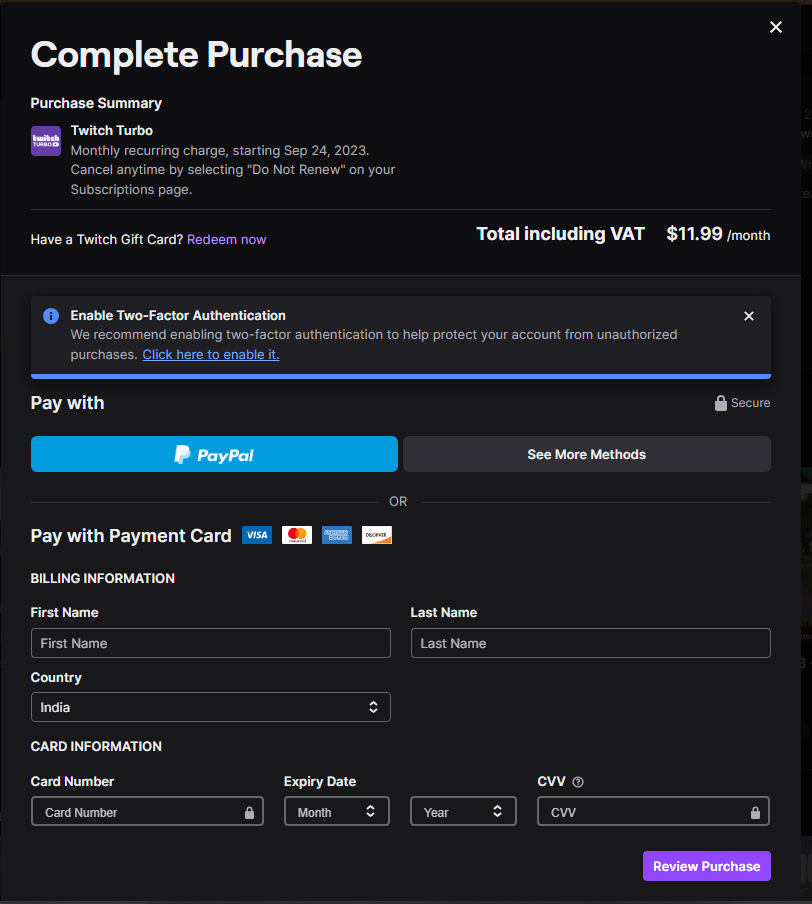 Complete Purchase
Purchase Summary
twitch
TURBO
Twitch Turbo
Monthly recurring charge, starting Sep 24, 2023.
Cancel anytime by selecting "Do Not Renew" on your
Subscriptions page.
Have a Twitch Gift Card? Redeem now
Total including VAT $11.99 /month
Enable Two-Factor Authentication
We recommend enabling two-factor authentication to help protect your account from unauthorized
purchases. Click here to enable it.
Pay with
Secure
PayPal
See More Methods
OR
Pay with Payment Card VISA mastercard AMERICAN EXPRESS DISCOVER
BILLING INFORMATION
First Name Last Name
First Name Last Name
Country
India
CARD INFORMATION
Card Number Expiry Date CVV
Card Number Month Year CVV
Review Purchase